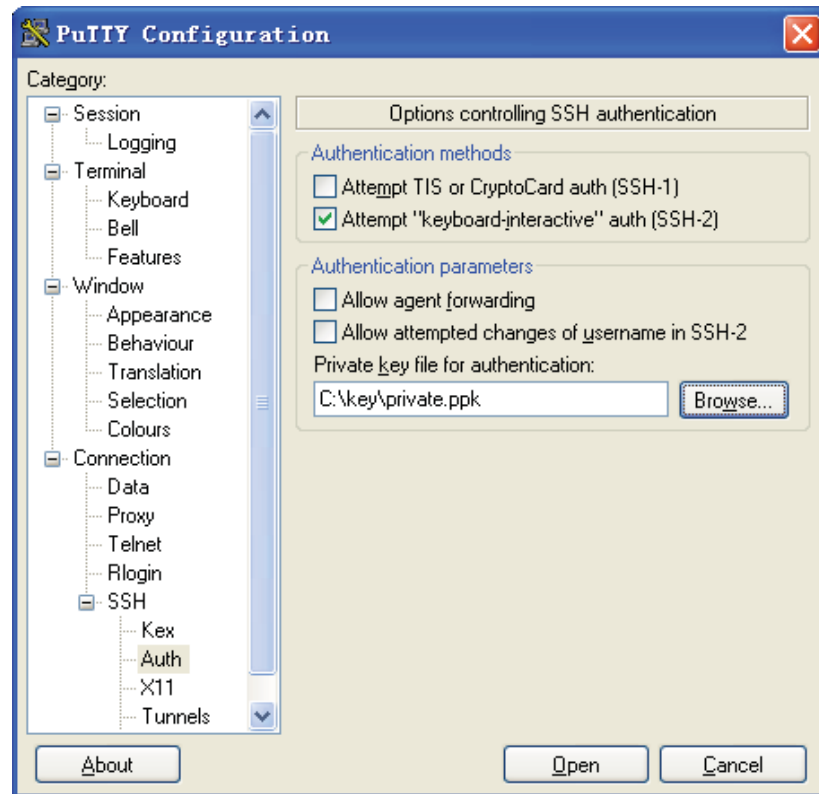 PuTTY Configuration
Category:
Session
Logging
Terminal
Keyboard
Bell
Features
Window
Appearance
Behaviour
Translation
Selection
Colours
Connection
Data
Proxy
Telnet
Rlogin
SSH
Kex
Auth
X11
Tunnels
Options controlling SSH authentication
Authentication methods
Attempt TIS or CryptoCard auth (SSH-1)
Attempt "keyboard-interactive" auth (SSH-2)
Authentication parameters
Allow agent forwarding
Allow attempted changes of username in SSH-2
Private key file for authentication:
C:\key\private.ppk
Browse...
About
Open
Cancel